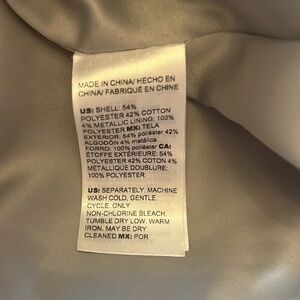 MADE IN CHINA/ HECHO EN
CHINA/ FABRIQUÉ EN CHINE
US: SHELL: 54%
POLYESTER 42% COTTON
4% METALLIC LINING: 100%
POLYESTER MX: TELA
EXTERIOR: 54% poliéster 42%
ALGODÓN 4% metálica
FORRO: 100% poliéster CA:
ÉTOFFE EXTÉRIEURE: 54%
POLYESTER 42% COTON 4%
MÉTALLIQUE DOUBLURE:
100% POLYESTER
US: SEPARATELY. MACHINE
WASH COLD, GENTLE
CYCLE. ONLY
NON-CHLORINE BLEACH.
TUMBLE DRY LOW. WARM
IRON. MAY BE DRY
CLEANED MX: POR